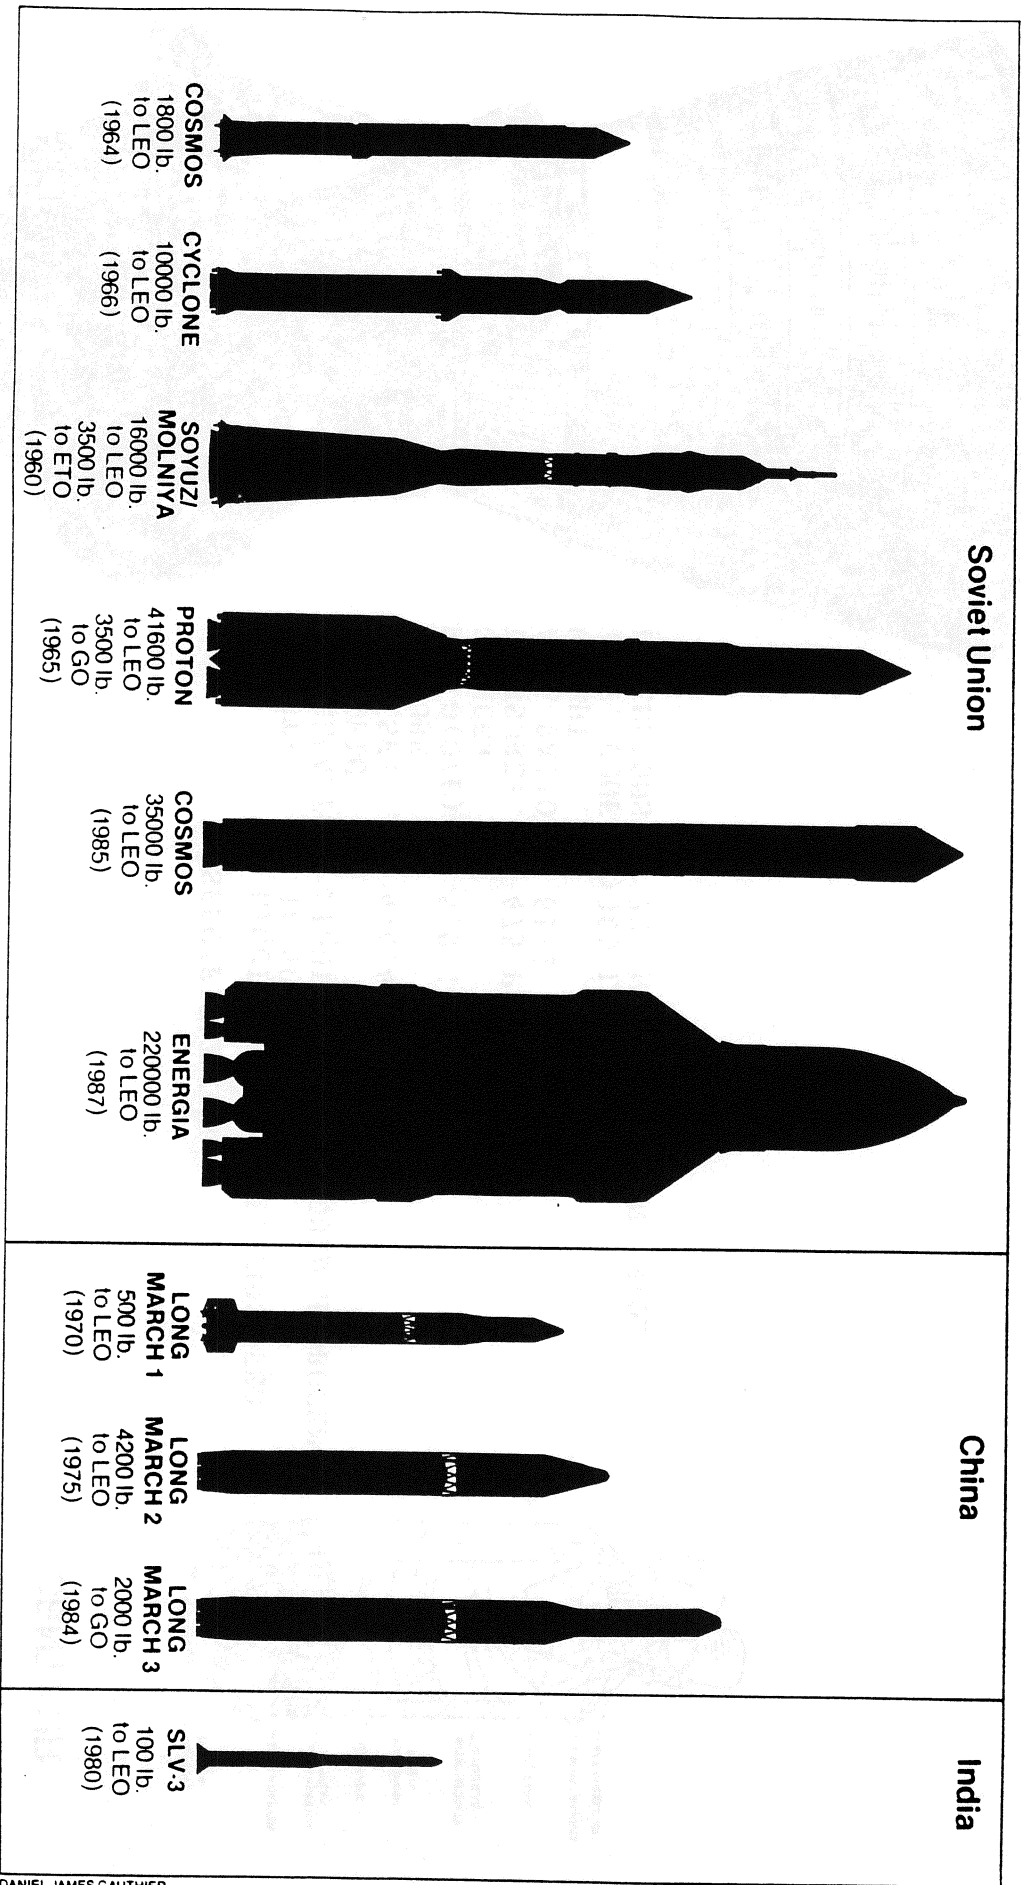 Soviet Union
COSMOS
1800 lb.
to LEO
(1964)
CYCLONE
10000 lb.
to LEO
(1966)
SOYUZ/
MOLNIYA
16000 lb.
to LEO
3500 lb.
to ETO
(1960)
PROTON
41600 lb.
to LEO
3500 lb.
to GO
(1965)
COSMOS
35000 lb.
to LEO
(1985)
ENERGIA
220000 lb.
to LEO
(1987)
China
LONG
MARCH 1
500 lb.
to LEO
(1970)
LONG
MARCH 2
4200 lb.
to LEO
(1975)
LONG
MARCH 3
2000 lb.
to GO
(1984)
India
SLV-3
100 lb.
to LEO
(1980)
DANIEL JAMES GAUTHIER